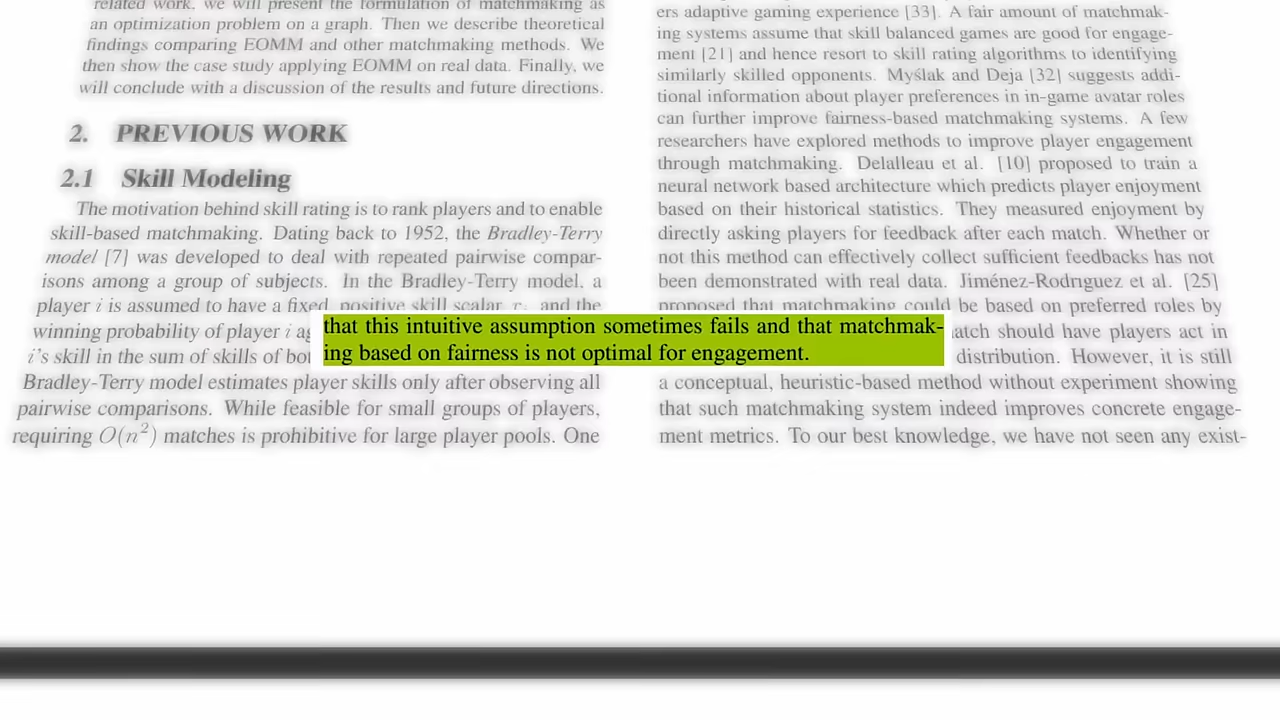 related work, we will present the formulation of matchmaking as
an optimization problem on a graph. Then we describe theoretical
findings comparing EOMM and other matchmaking methods. We
then show the case study applying EOMM on real data. Finally, we
will conclude with a discussion of the results and future directions.
2. PREVIOUS WORK
2.1 Skill Modeling
The motivation behind skill rating is to rank players and to enable
skill-based matchmaking. Dating back to 1952, the Bradley-Terry
model [7] was developed to deal with repeated pairwise compar-
isons among a group of subjects. In the Bradley-Terry model, a
player i is assumed to have a fixed, positive skill scalar r and the
winning probability of player i
i's skill in the sum of skills of
Bradley-Terry model estimates player skills only after observing all
pairwise comparisons. While feasible for small groups of players,
requiring O(n²) matches is prohibitive for large player pools. One
that this intuitive assumption sometimes fails and that matchmak-
ing based on fairness is not optimal for engagement.
ers adaptive gaming experience [33]. A fair amount of matchmak-
ing systems assume that skill balanced games are good for engage-
ment [21] and hence resort to skill rating algorithms to identifying
similarly skilled opponents. Myślak and Deja [32] suggests addi-
tional information about player preferences in in-game avatar roles
can further improve fairness-based matchmaking systems. A few
researchers have explored methods to improve player engagement
through matchmaking. Delalleau et al. [10] proposed to train a
neural network based architecture which predicts player enjoyment
based on their historical statistics. They measured enjoyment by
directly asking players for feedback after each match. Whether or
not this method can effectively collect sufficient feedbacks has not
been demonstrated with real data. Jiménez-Rodrıguez et al. [25]
proposed that matchmaking could be based on preferred roles by
should have players act in
distribution. However, it is still
a conceptual, heuristic-based method without experiment showing
that such matchmaking system indeed improves concrete engage-
ment metrics. To our best knowledge, we have not seen any exist-